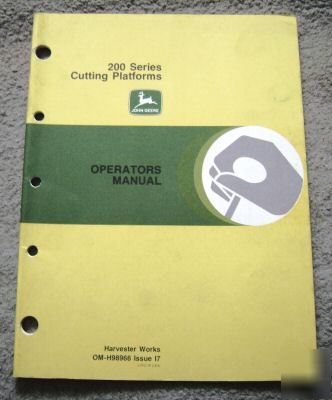 200 Series
Cutting Platforms
JOHN DEERE
OPERATORS
MANUAL
Harvester Works
OM-H98966 Issue I7